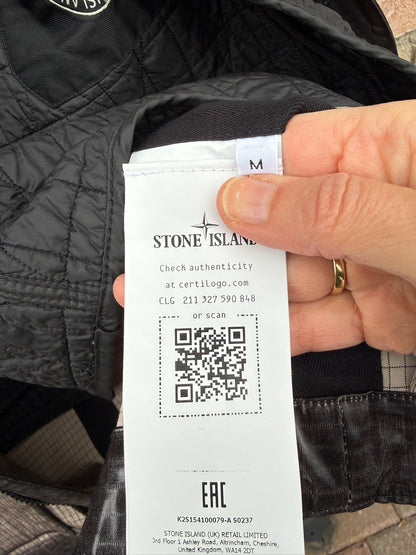 M
STONE ISLAND
Check authenticity
at certilogo.com
CLG 211 327 590 848
or scan
EAC
K2S154100079-A S0237
STONE ISLAND (UK) RETAIL LIMITED
3rd Floor 1 Ashley Road, Altrincham, Cheshire,
United Kingdom, WA14 2DT